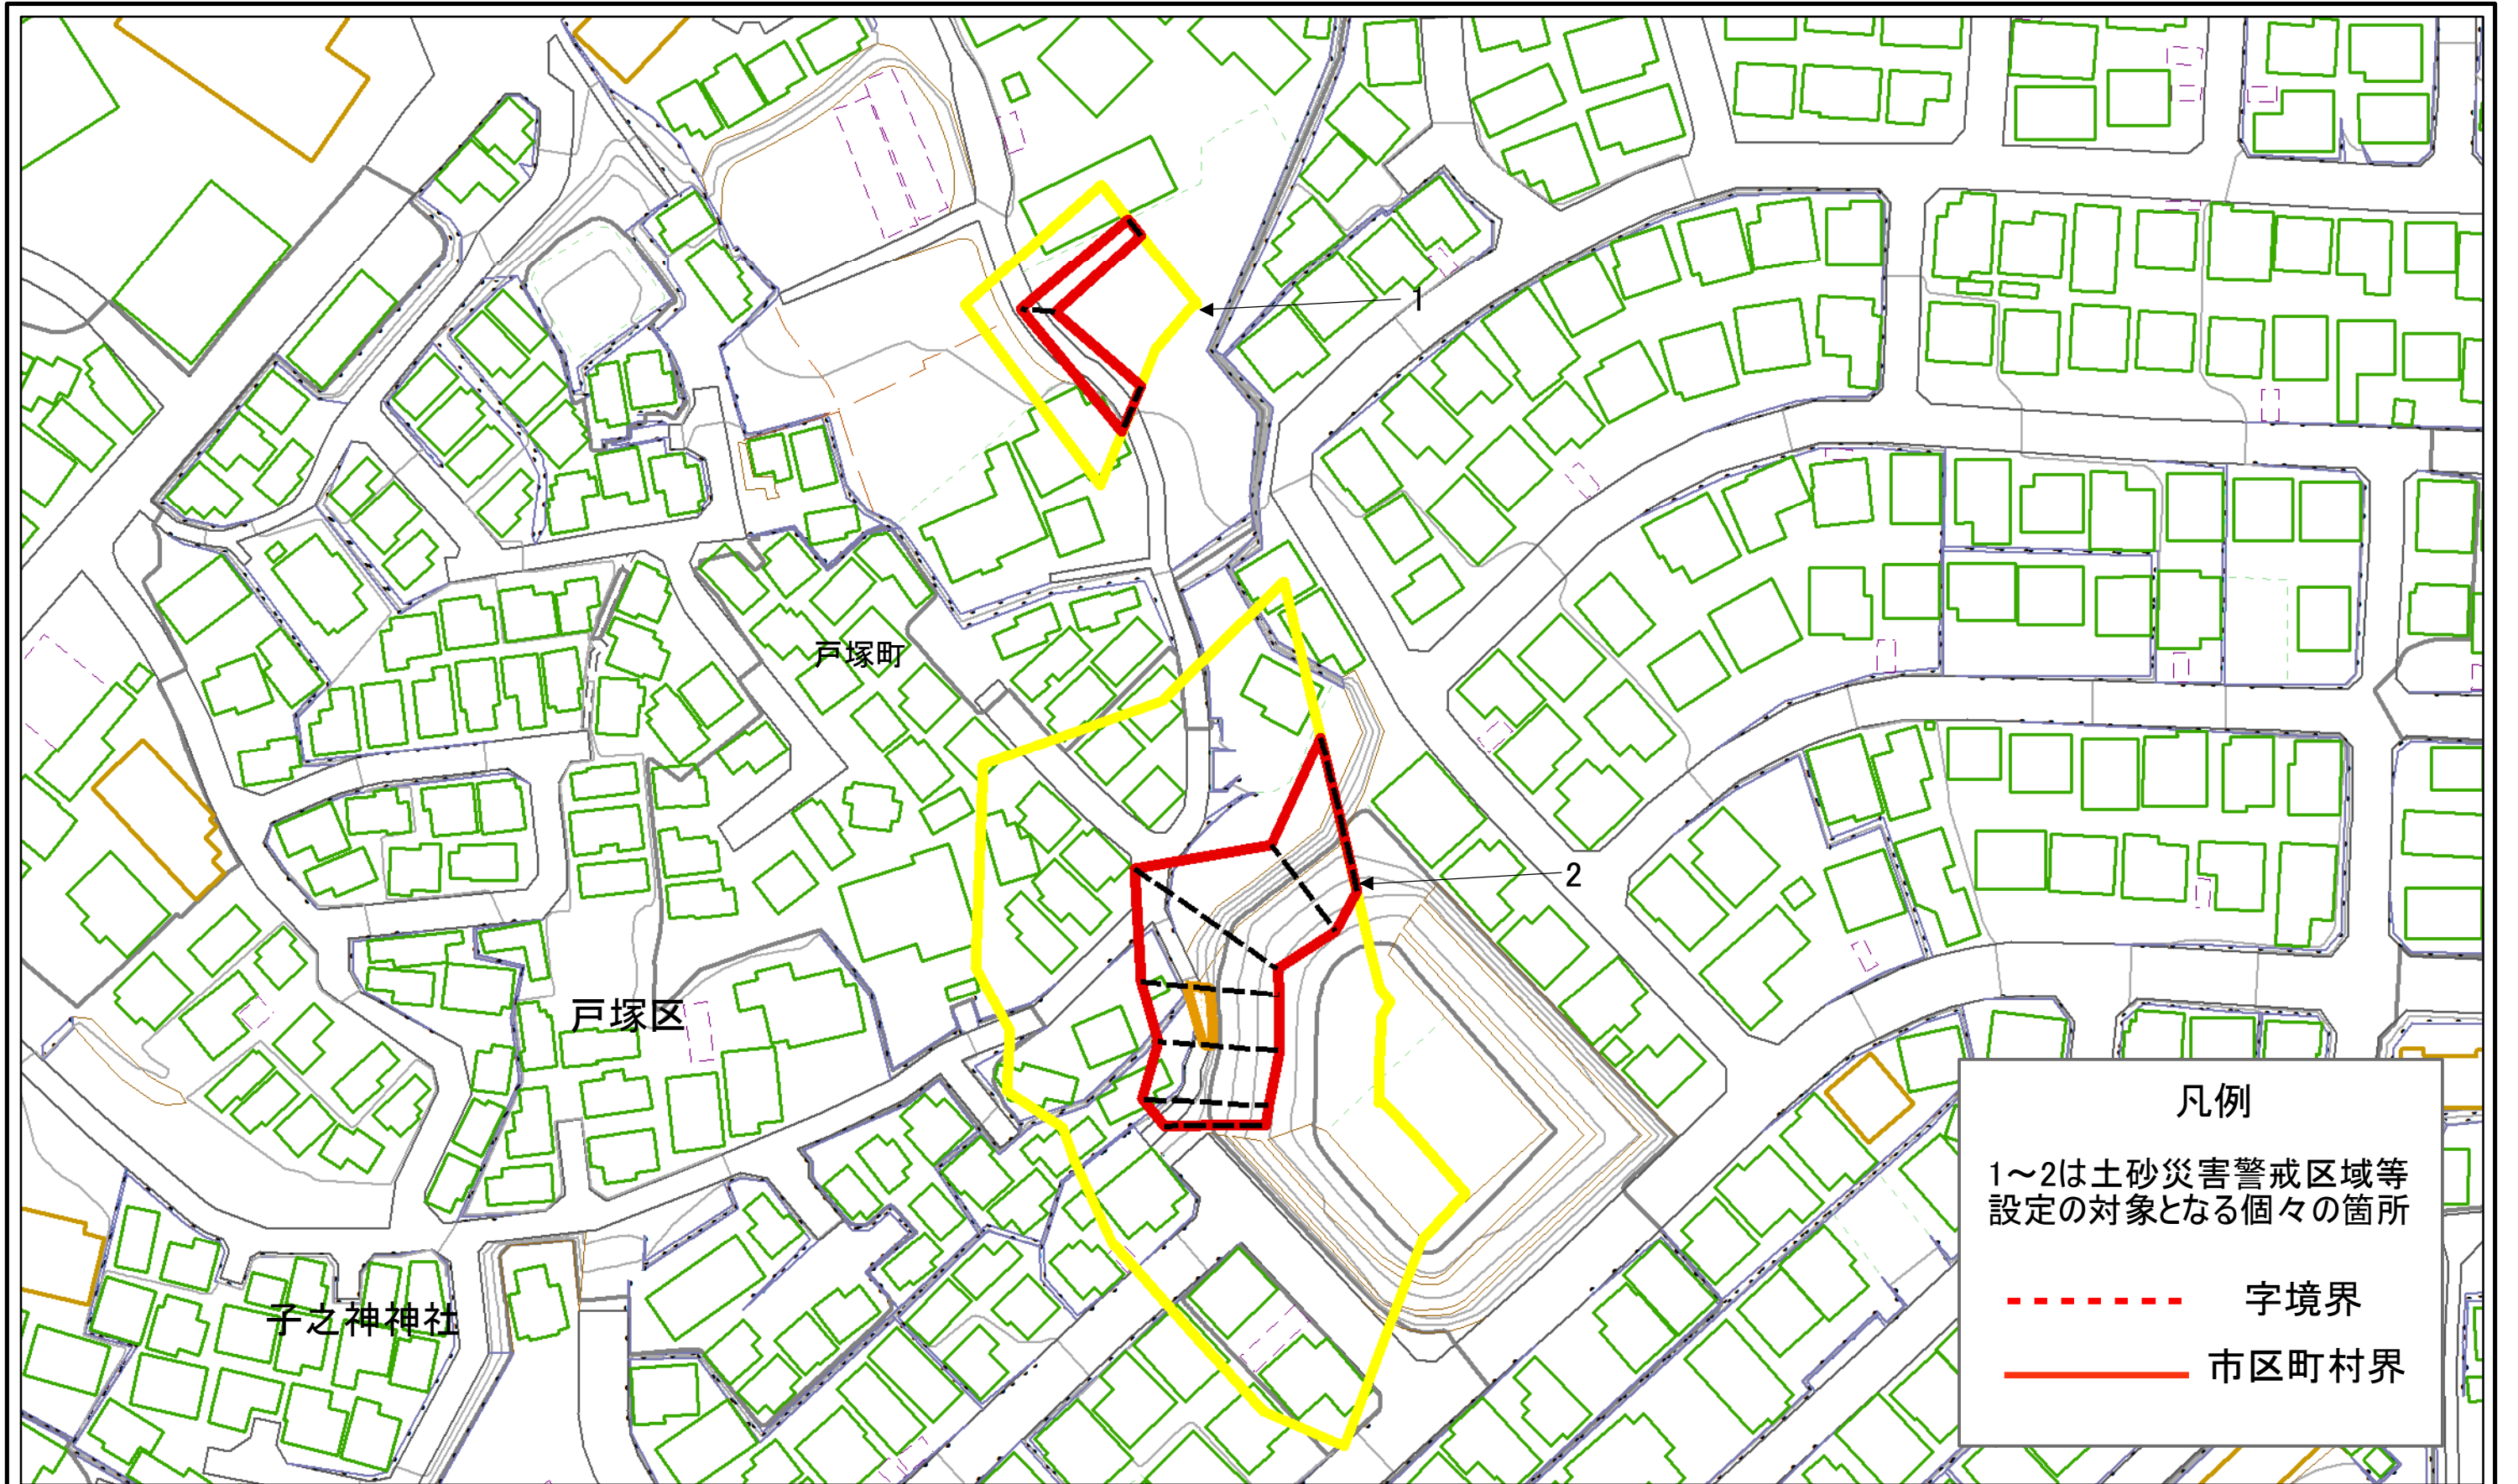 1
戸塚町
2
戸塚区
子之神神社
凡例
1～2は土砂災害警戒区域等
設定の対象となる個々の箇所
字境界
市区町村界